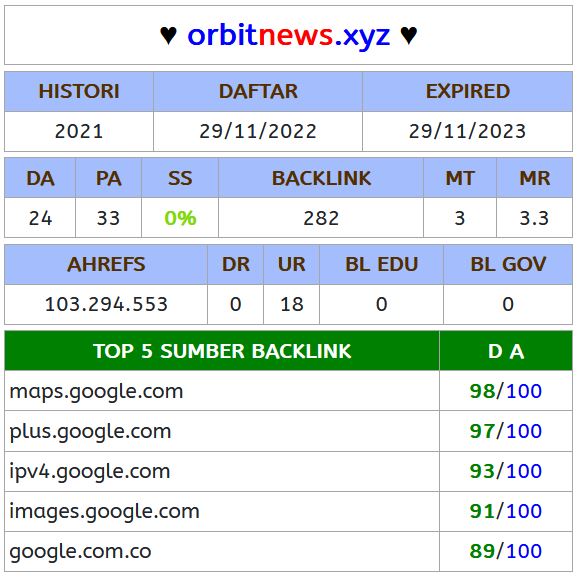 ♥ orbitnews.xyz ♥
HISTORI DAFTAR EXPIRED
2021 29/11/2022 29/11/2023
DA PA SS BACKLINK MT MR
24 33 0% 282 3 3.3
AHREFS DR UR BL EDU BL GOV
103.294.553 0 18 0 0
TOP 5 SUMBER BACKLINK D A
maps.google.com 98/100
plus.google.com 97/100
ipv4.google.com 93/100
images.google.com 91/100
google.com.co 89/100